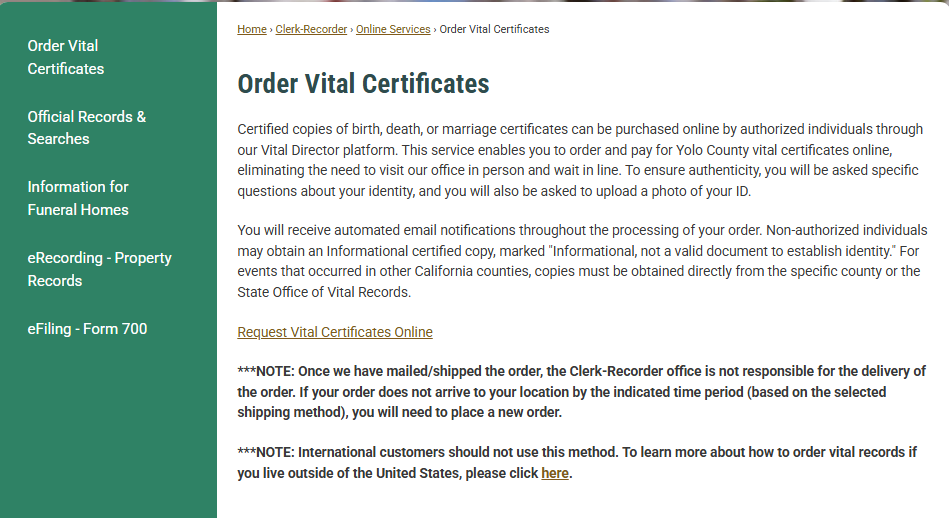 Order Vital
Certificates
Official Records &
Searches
Information for
Funeral Homes
eRecording - Property
Records
eFiling - Form 700
Home › Clerk-Recorder › Online Services › Order Vital Certificates
Order Vital Certificates
Certified copies of birth, death, or marriage certificates can be purchased online by authorized individuals through
our Vital Director platform. This service enables you to order and pay for Yolo County vital certificates online,
eliminating the need to visit our office in person and wait in line. To ensure authenticity, you will be asked specific
questions about your identity, and you will also be asked to upload a photo of your ID.
You will receive automated email notifications throughout the processing of your order. Non-authorized individuals
may obtain an Informational certified copy, marked "Informational, not a valid document to establish identity." For
events that occurred in other California counties, copies must be obtained directly from the specific county or the
State Office of Vital Records.
Request Vital Certificates Online
***NOTE: Once we have mailed/shipped the order, the Clerk-Recorder office is not responsible for the delivery of
the order. If your order does not arrive to your location by the indicated time period (based on the selected
shipping method), you will need to place a new order.
***NOTE: International customers should not use this method. To learn more about how to order vital records if
you live outside of the United States, please click here.